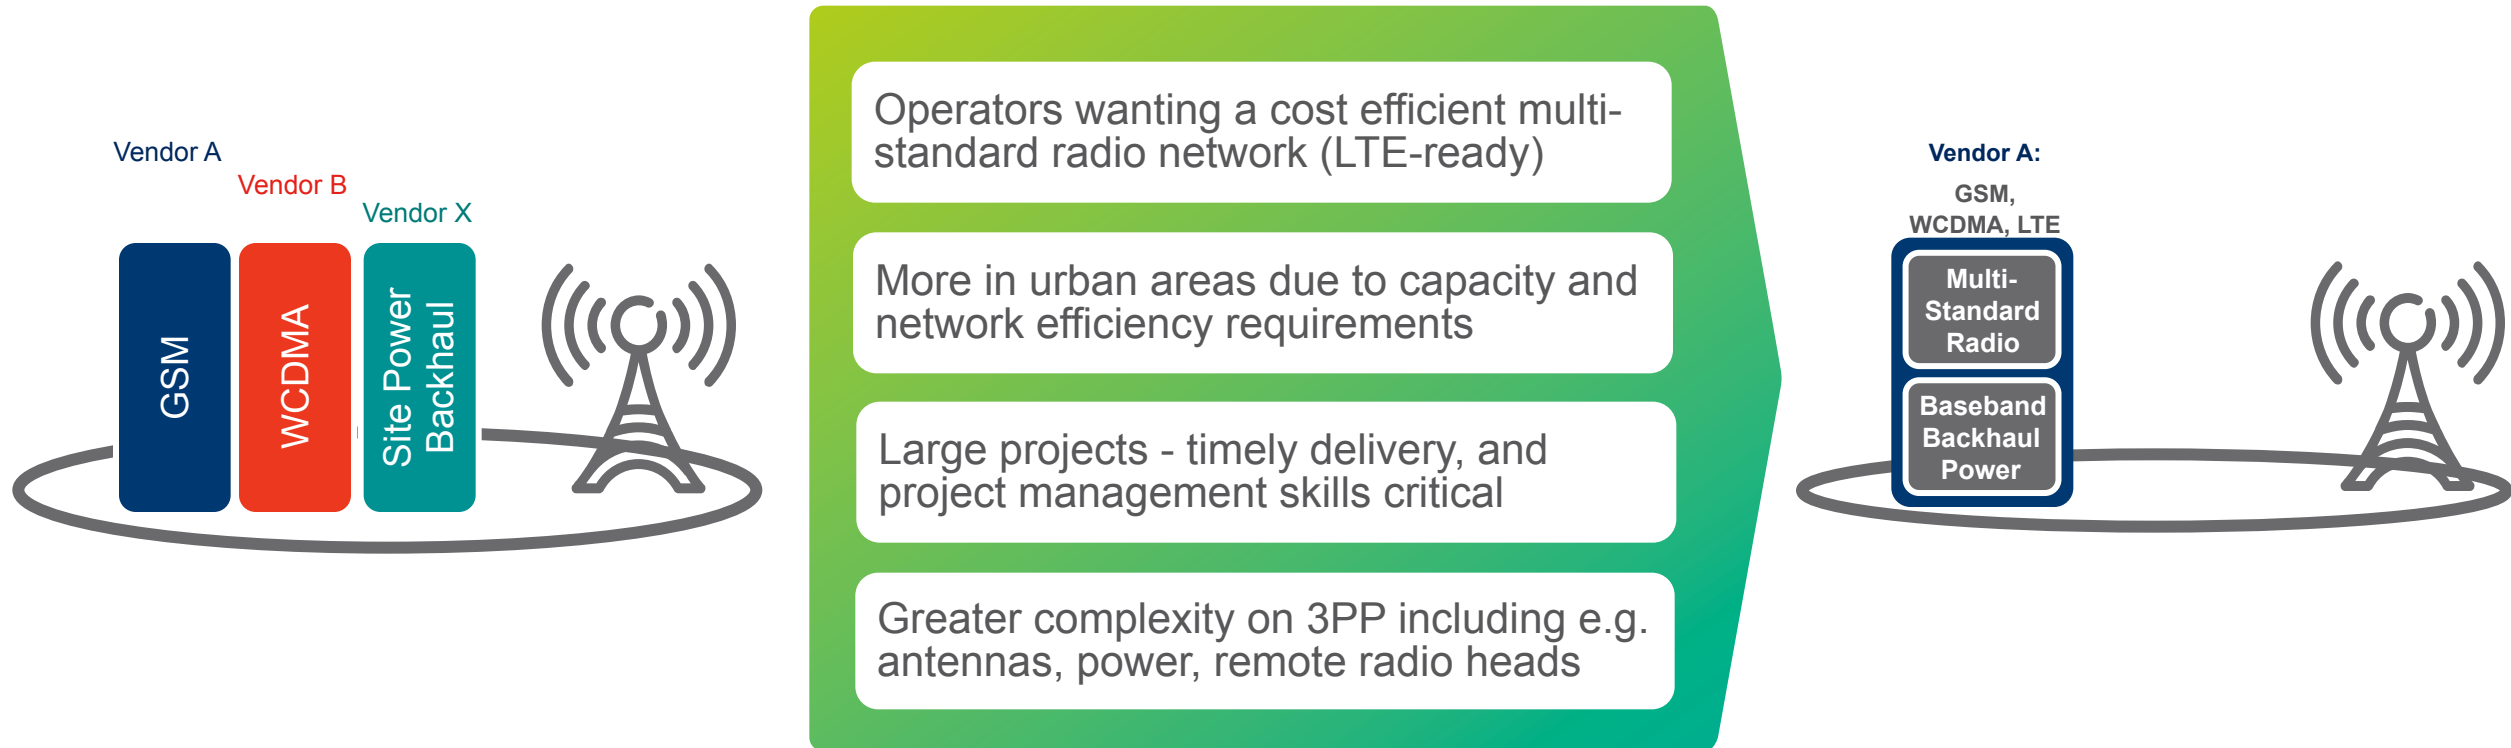 Vendor A
Vendor B
Vendor X
GSM
WCDMA
Site Power
Backhaul
Operators wanting a cost efficient multi-
standard radio network (LTE-ready)
More in urban areas due to capacity and
network efficiency requirements
Large projects - timely delivery, and
project management skills critical
Greater complexity on 3PP including e.g.
antennas, power, remote radio heads
Vendor A:
GSM,
WCDMA, LTE
Multi-
Standard
Radio
Baseband
Backhaul
Power